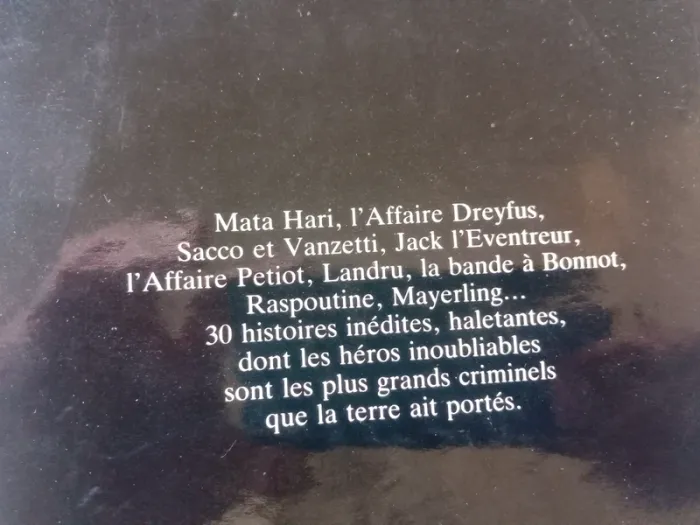 Mata Hari, l'Affaire Dreyfus,
Sacco et Vanzetti, Jack l'Eventreur,
l'Affaire Petiot, Landru, la bande à Bonnot,
Raspoutine, Mayerling...
30 histoires inédites, haletantes,
dont les héros inoubliables
sont les plus grands criminels
que la terre ait portés.